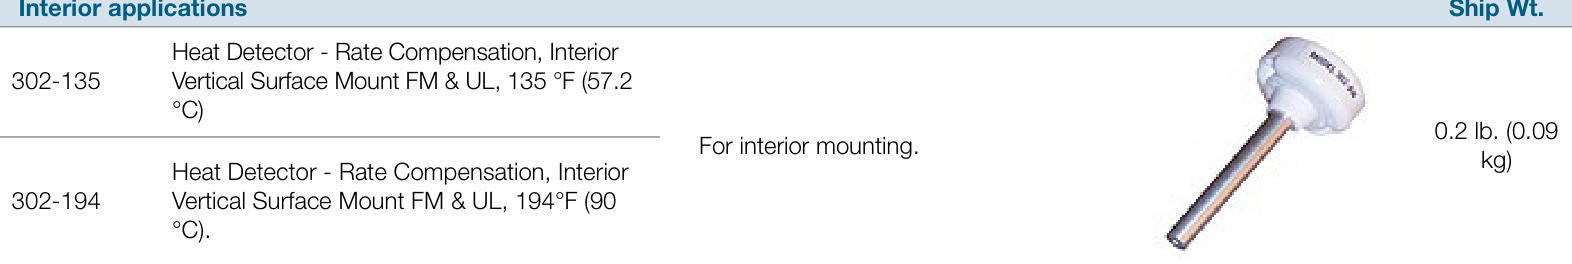 Interior applications
Ship Wt.
302-135
Heat Detector - Rate Compensation, Interior
Vertical Surface Mount FM & UL, 135 °F (57.2
°C)
302-194
Heat Detector - Rate Compensation, Interior
Vertical Surface Mount FM & UL, 194°F (90
°C).
For interior mounting.
0.2 lb. (0.09
kg)